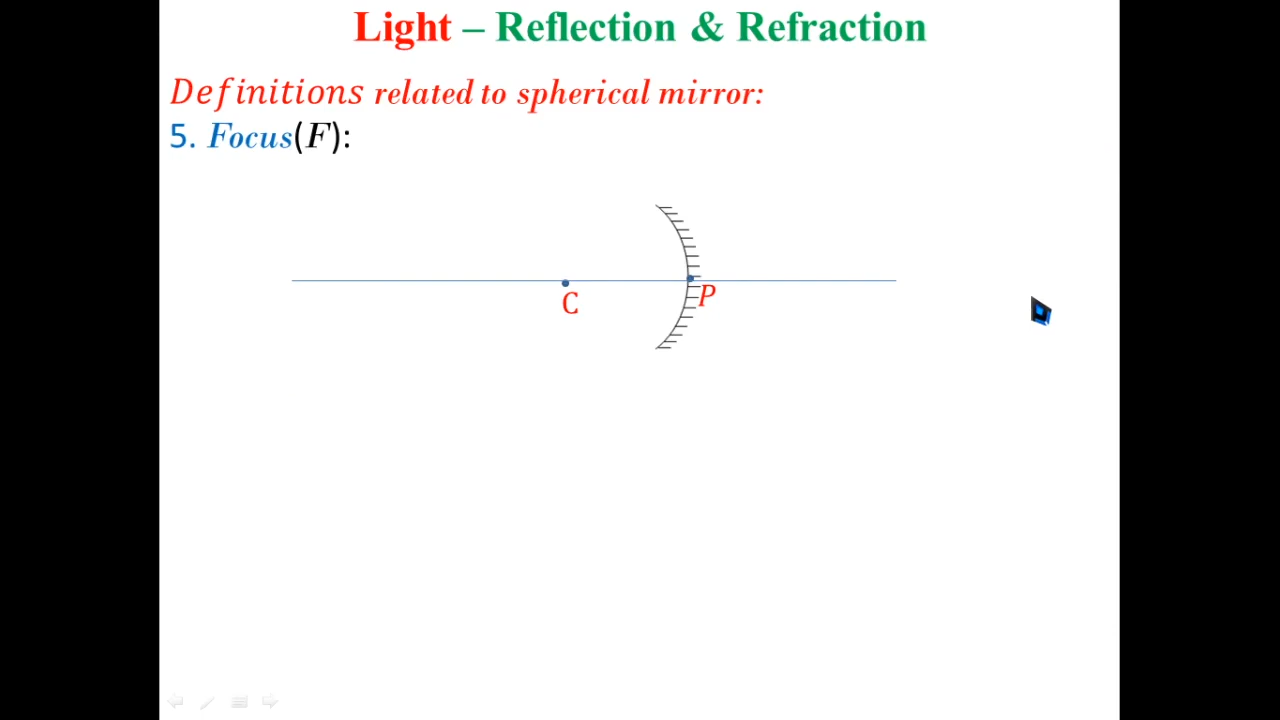 Light – Reflection & Refraction
Definitions related to spherical mirror:
5. Focus(F):
C
P